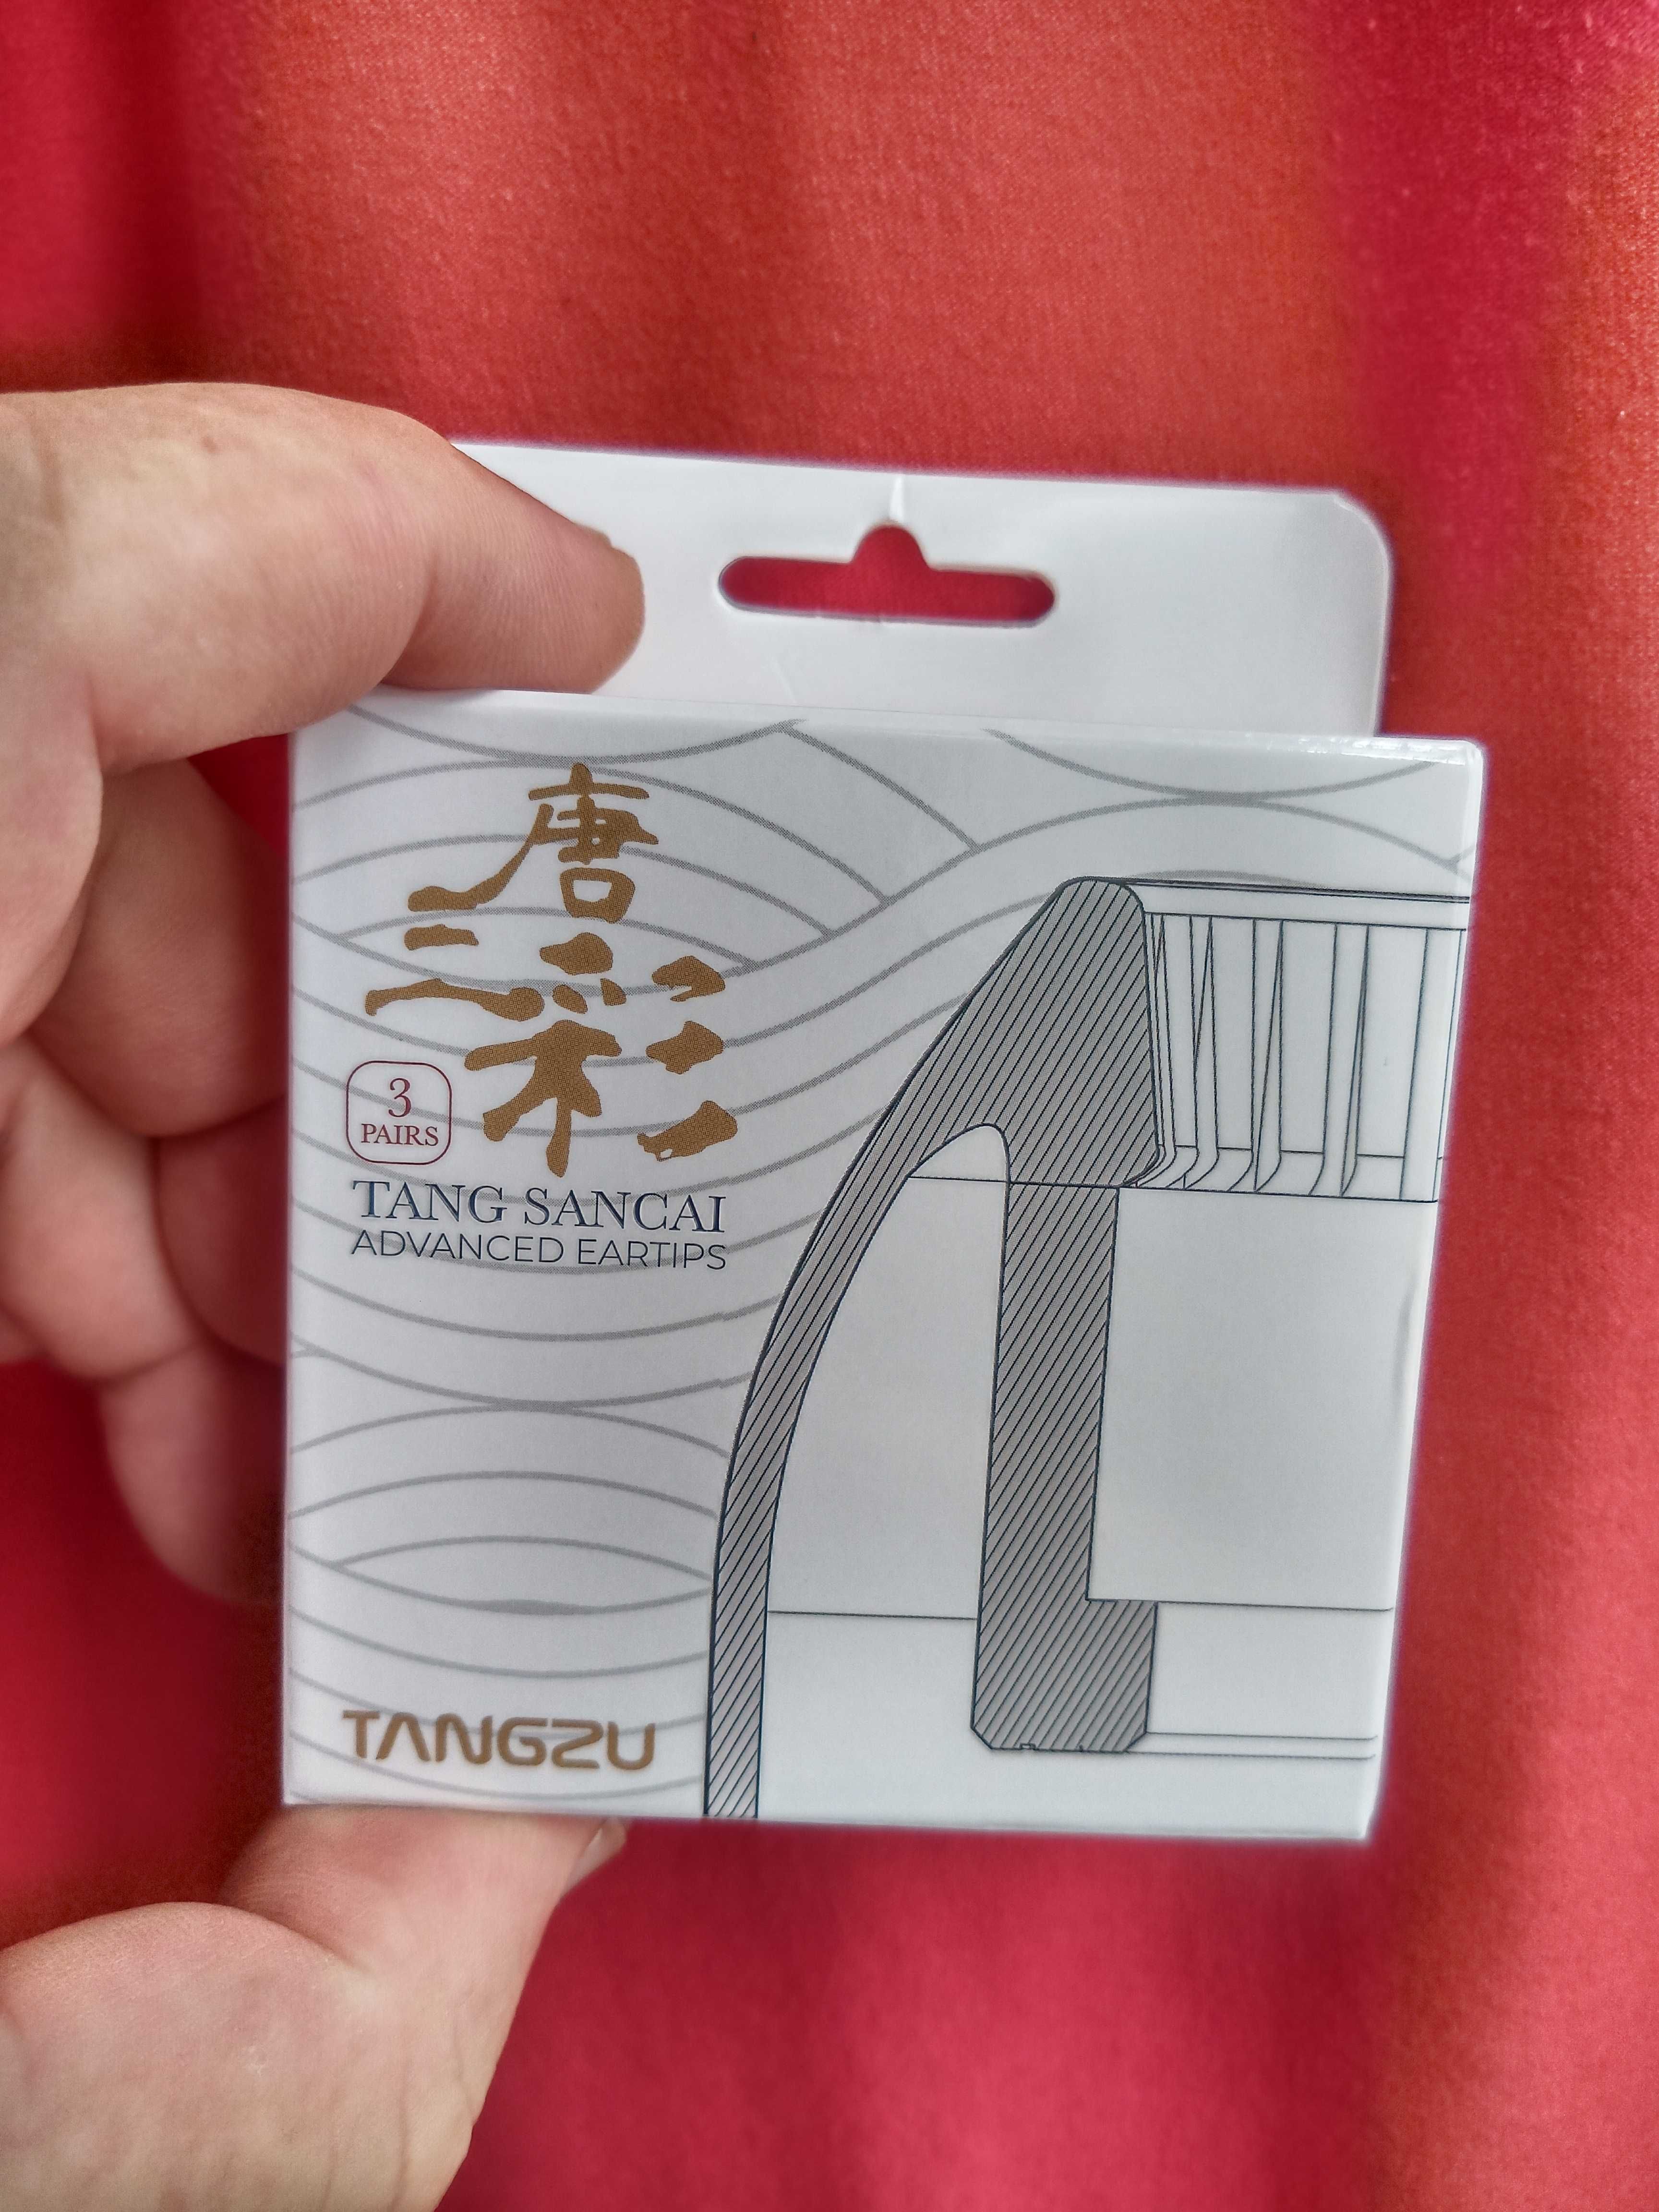 唐
三彩
3
PAIRS
TANG SANCAI
ADVANCED EARTIPS
TANGZU